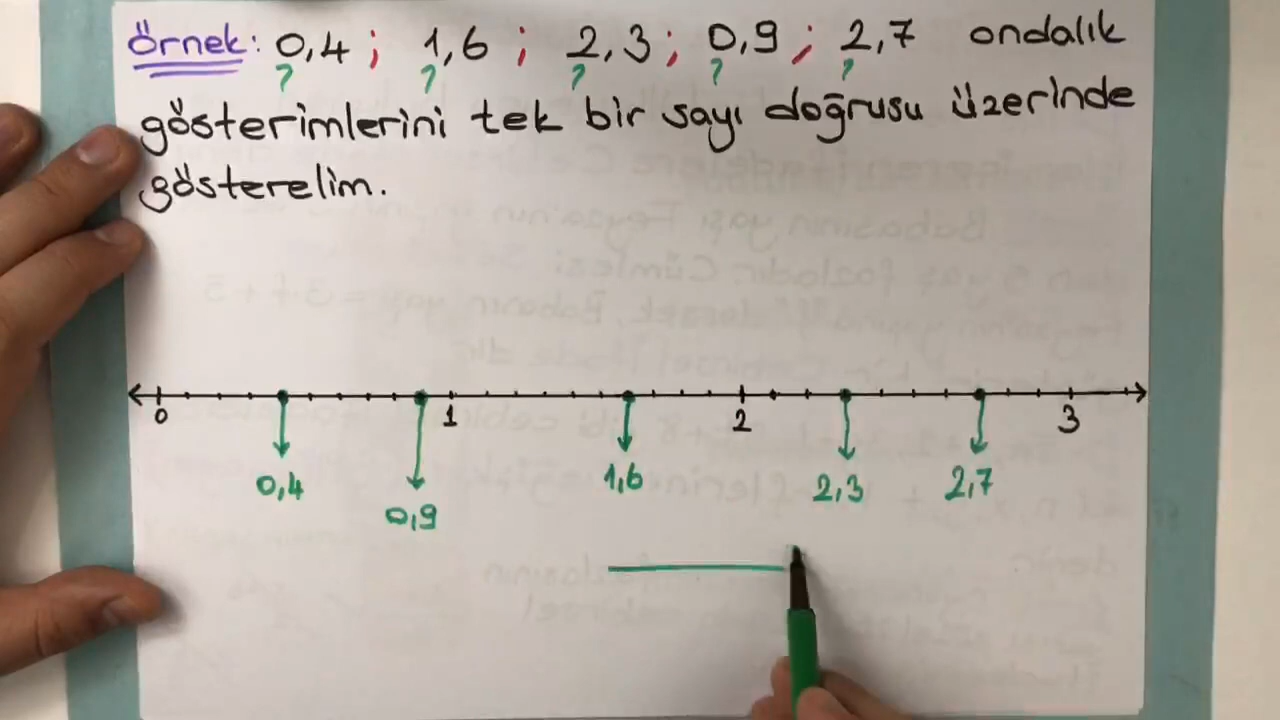 Örnek: 0,4 ; 1,6 ; 2,3 ; 0,9 ; 2,7 ondalık
gösterimlerini tek bir sayı doğrusu üzerinde
gösterelim.
0 1 2 3
0,4 0,9 1,6 2,3 2,7